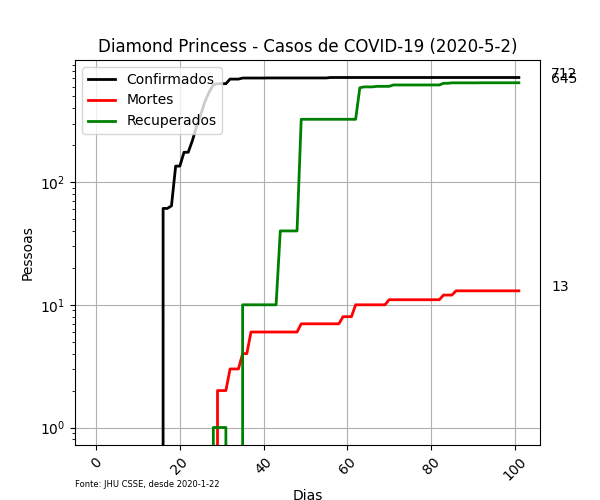 Diamond Princess - Casos de COVID-19 (2020-5-2)
Confirmados
Mortes
Recuperados
712
645
13
10²
10¹
10⁰
Pessoas
0 20 40 60 80 100
Fonte: JHU CSSE, desde 2020-1-22
Dias